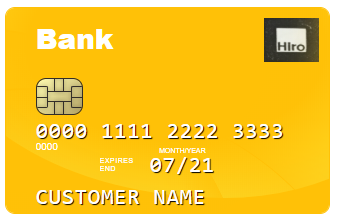 Bank
HIro
0000 1111 2222 3333
0000
MONTH/YEAR
EXPIRES END 07/21
CUSTOMER NAME